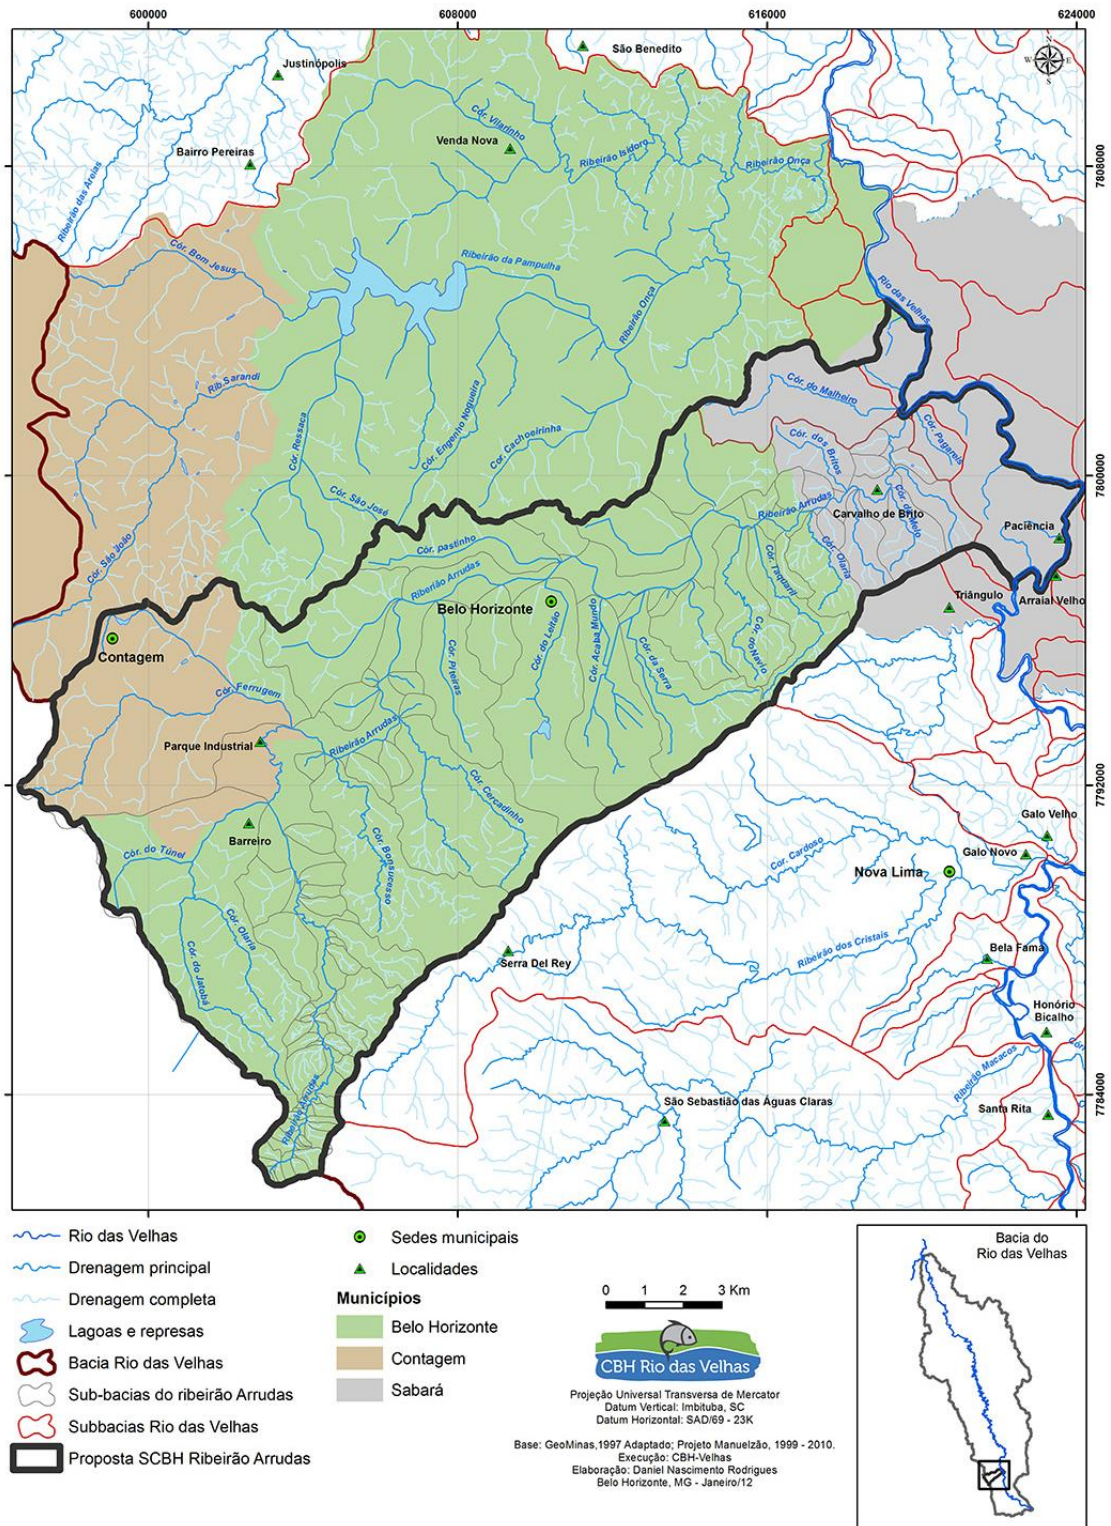 600000
608000
616000
624000
São Benedito
Justinópolis
N
W
E
S
Cór. Vilarinho
Venda Nova
Bairro Pereiras
Ribeirão Isidoro
Ribeirão Onça
7808000
Ribeirão das Areias
Cór. Bom Jesus
Ribeirão da Pampulha
Rio das Velhas
Ribeirão Onça
Rib. Sarandi
Cór. do Malheiro
Cór. Ressaca
Cór. Engenho Nogueira
Cór. Cachoeirinha
Cór. dos Britos
Cór. Pagareis
7800000
Cór. São José
Ribeirão Arrudas
Carvalho de Brito
Cór. do Melo
Paciência
Cór. São João
Cór. pastinho
Cór. Taquaril
Cór. Olaria
Ribeirão Arrudas
Triângulo
Arraial Velho
Belo Horizonte
Cór. do Leitão
Cór. Acaba Mundo
Cór. do Navio
Contagem
Cór. Piteiras
Cór. da Serra
Cór. Ferrugem
Parque Industrial
Ribeirão Arrudas
7792000
Cór. Cercadinho
Galo Velho
Barreiro
Cór. do Túnel
Cór. Bonsucesso
Cór. Cardoso
Galo Novo
Nova Lima
Cór. Olaria
Cór. do Jatobá
Ribeirão dos Cristais
Bela Fama
Serra Del Rey
Honório
Bicalho
Cór
Ribeirão Macacos
7784000
Ribeirão Arrudas
São Sebastião das Águas Claras
Santa Rita
Rio das Velhas
Drenagem principal
Drenagem completa
Lagoas e represas
Bacia Rio das Velhas
Sub-bacias do ribeirão Arrudas
Subbacias Rio das Velhas
Proposta SCBH Ribeirão Arrudas
Sedes municipais
Localidades
Municípios
Belo Horizonte
Contagem
Sabará
0 1 2 3 Km
CBH Rio das Velhas
Projeção Universal Transversa de Mercator
Datum Vertical: Imbituba, SC
Datum Horizontal: SAD/69 - 23K
Base: GeoMinas,1997 Adaptado; Projeto Manuelzão, 1999 - 2010.
Execução: CBH-Velhas
Elaboração: Daniel Nascimento Rodrigues
Belo Horizonte, MG - Janeiro/12
Bacia do
Rio das Velhas